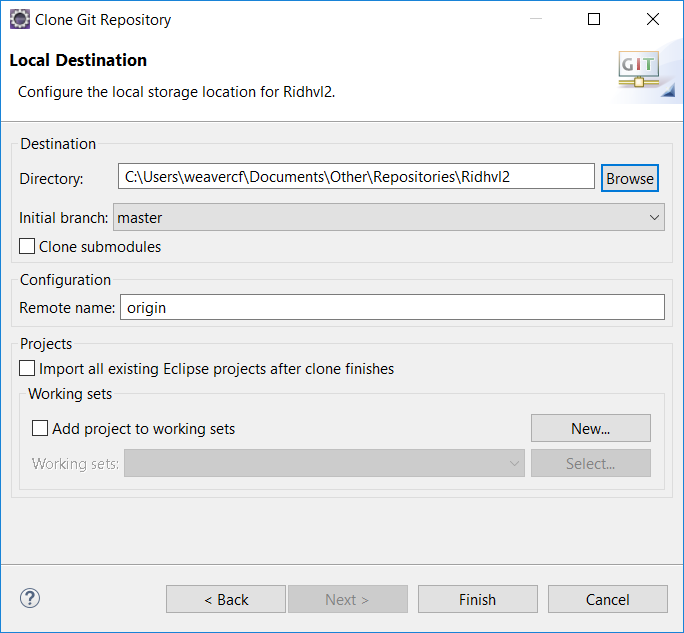 Clone Git Repository
Local Destination
GIT
Configure the local storage location for Ridhvl2.
Destination
Directory: C:\Users\weavercf\Documents\Other\Repositories\Ridhvl2 Browse
Initial branch: master
Clone submodules
Configuration
Remote name: origin
Projects
Import all existing Eclipse projects after clone finishes
Working sets
Add project to working sets New...
Working sets: Select...
? < Back Next > Finish Cancel